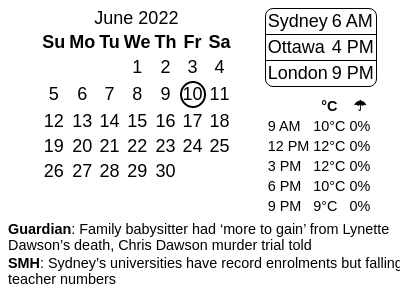 June 2022
Su Mo Tu We Th Fr Sa
1 2 3 4
5 6 7 8 9 10 11
12 13 14 15 16 17 18
19 20 21 22 23 24 25
26 27 28 29 30
Sydney 6 AM
Ottawa 4 PM
London 9 PM
°C ☂
9 AM 10°C 0%
12 PM 12°C 0%
3 PM 12°C 0%
6 PM 10°C 0%
9 PM 9°C 0%
Guardian: Family babysitter had ‘more to gain’ from Lynette
Dawson’s death, Chris Dawson murder trial told
SMH: Sydney’s universities have record enrolments but falling
teacher numbers